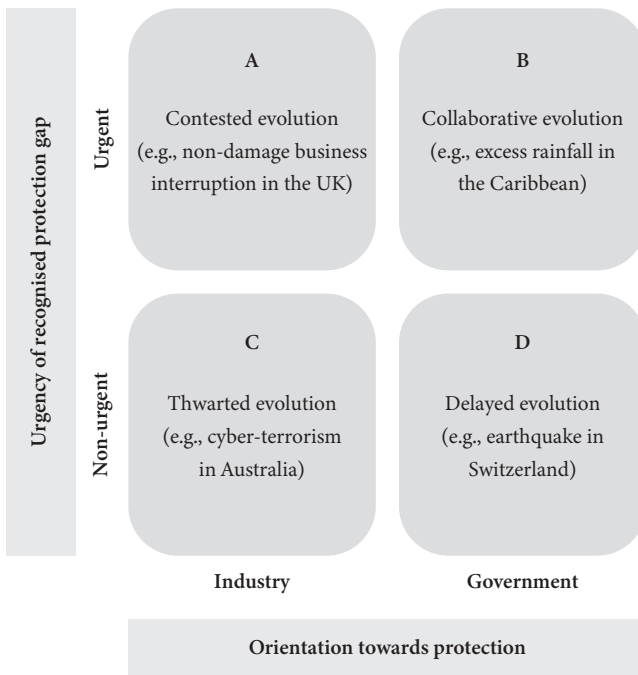 Urgency of recognised protection gap
Urgent
A
Contested evolution
(e.g., non-damage business
interruption in the UK)
B
Collaborative evolution
(e.g., excess rainfall in
the Caribbean)
Non-urgent
C
Thwarted evolution
(e.g., cyber-terrorism
in Australia)
D
Delayed evolution
(e.g., earthquake in
Switzerland)
Industry
Government
Orientation towards protection